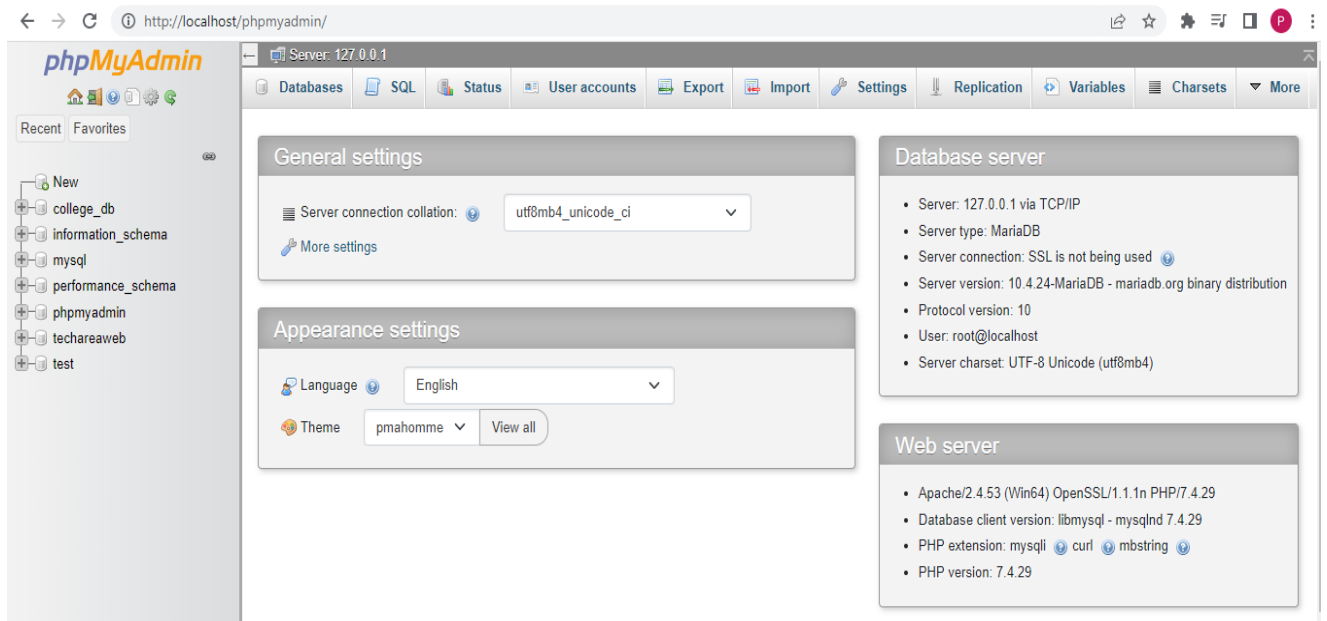 http://localhost/phpmyadmin/
P
phpMyAdmin
Recent Favorites
New
college_db
information_schema
mysql
performance_schema
phpmyadmin
techareaweb
test
Server: 127.0.0.1
Databases SQL Status User accounts Export Import Settings Replication Variables Charsets More
General settings
Server connection collation: utf8mb4_unicode_ci
More settings
Appearance settings
Language English
Theme pmahomme View all
Database server
Server: 127.0.0.1 via TCP/IP
Server type: MariaDB
Server connection: SSL is not being used
Server version: 10.4.24-MariaDB - mariadb.org binary distribution
Protocol version: 10
User: root@localhost
Server charset: UTF-8 Unicode (utf8mb4)
Web server
Apache/2.4.53 (Win64) OpenSSL/1.1.1n PHP/7.4.29
Database client version: libmysql - mysqlnd 7.4.29
PHP extension: mysqli curl mbstring
PHP version: 7.4.29